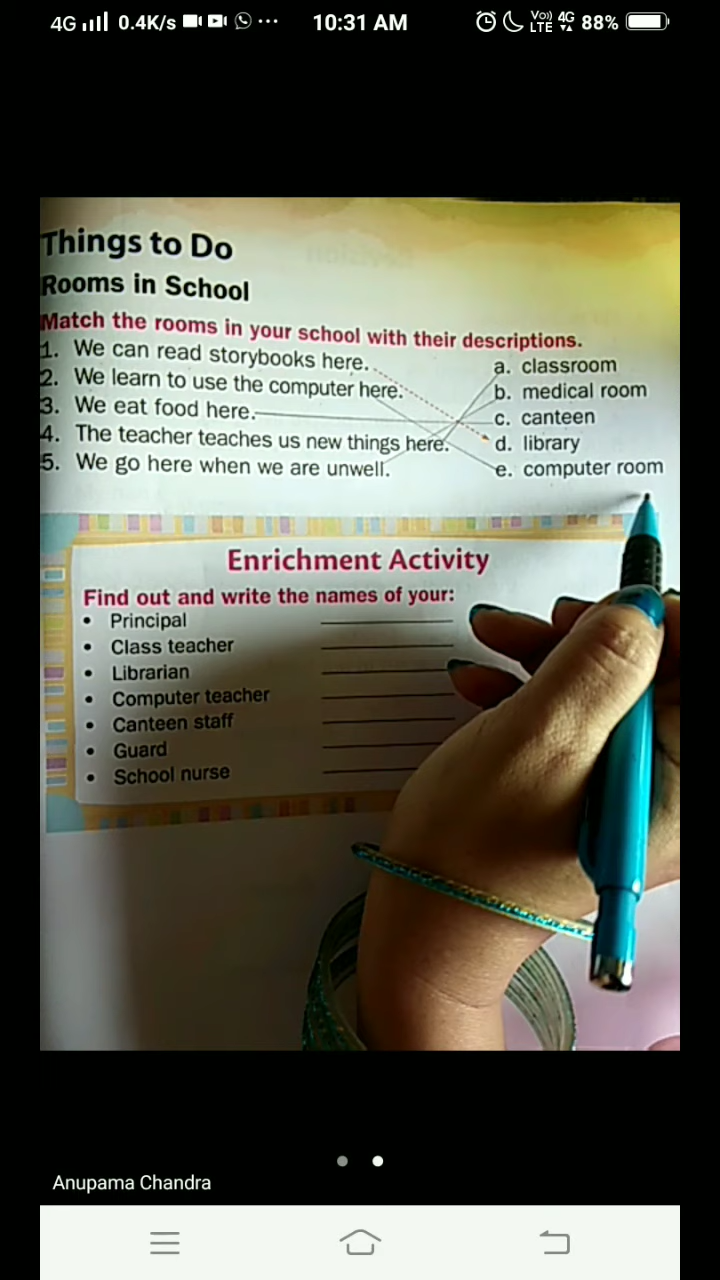 4G 0.4K/s ... 10:31 AM Vo)) LTE 4G 88%
Things to Do
Rooms in School
Match the rooms in your school with their descriptions.
1. We can read storybooks here. a. classroom
2. We learn to use the computer here. b. medical room
3. We eat food here. c. canteen
4. The teacher teaches us new things here. d. library
5. We go here when we are unwell. e. computer room
Enrichment Activity
Find out and write the names of your:
• Principal
• Class teacher
• Librarian
• Computer teacher
• Canteen staff
• Guard
• School nurse
Anupama Chandra